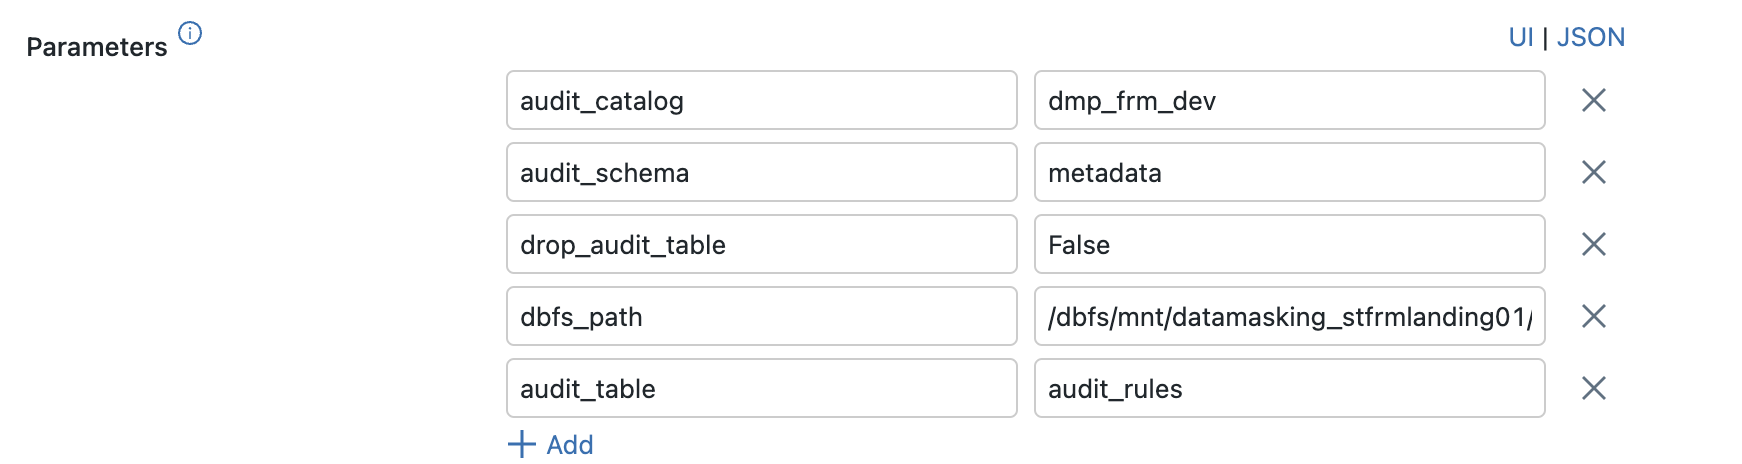 Parameters
UI | JSON
audit_catalog dmp_frm_dev
audit_schema metadata
drop_audit_table False
dbfs_path /dbfs/mnt/datamasking_stfrmlanding01/
audit_table audit_rules
+ Add